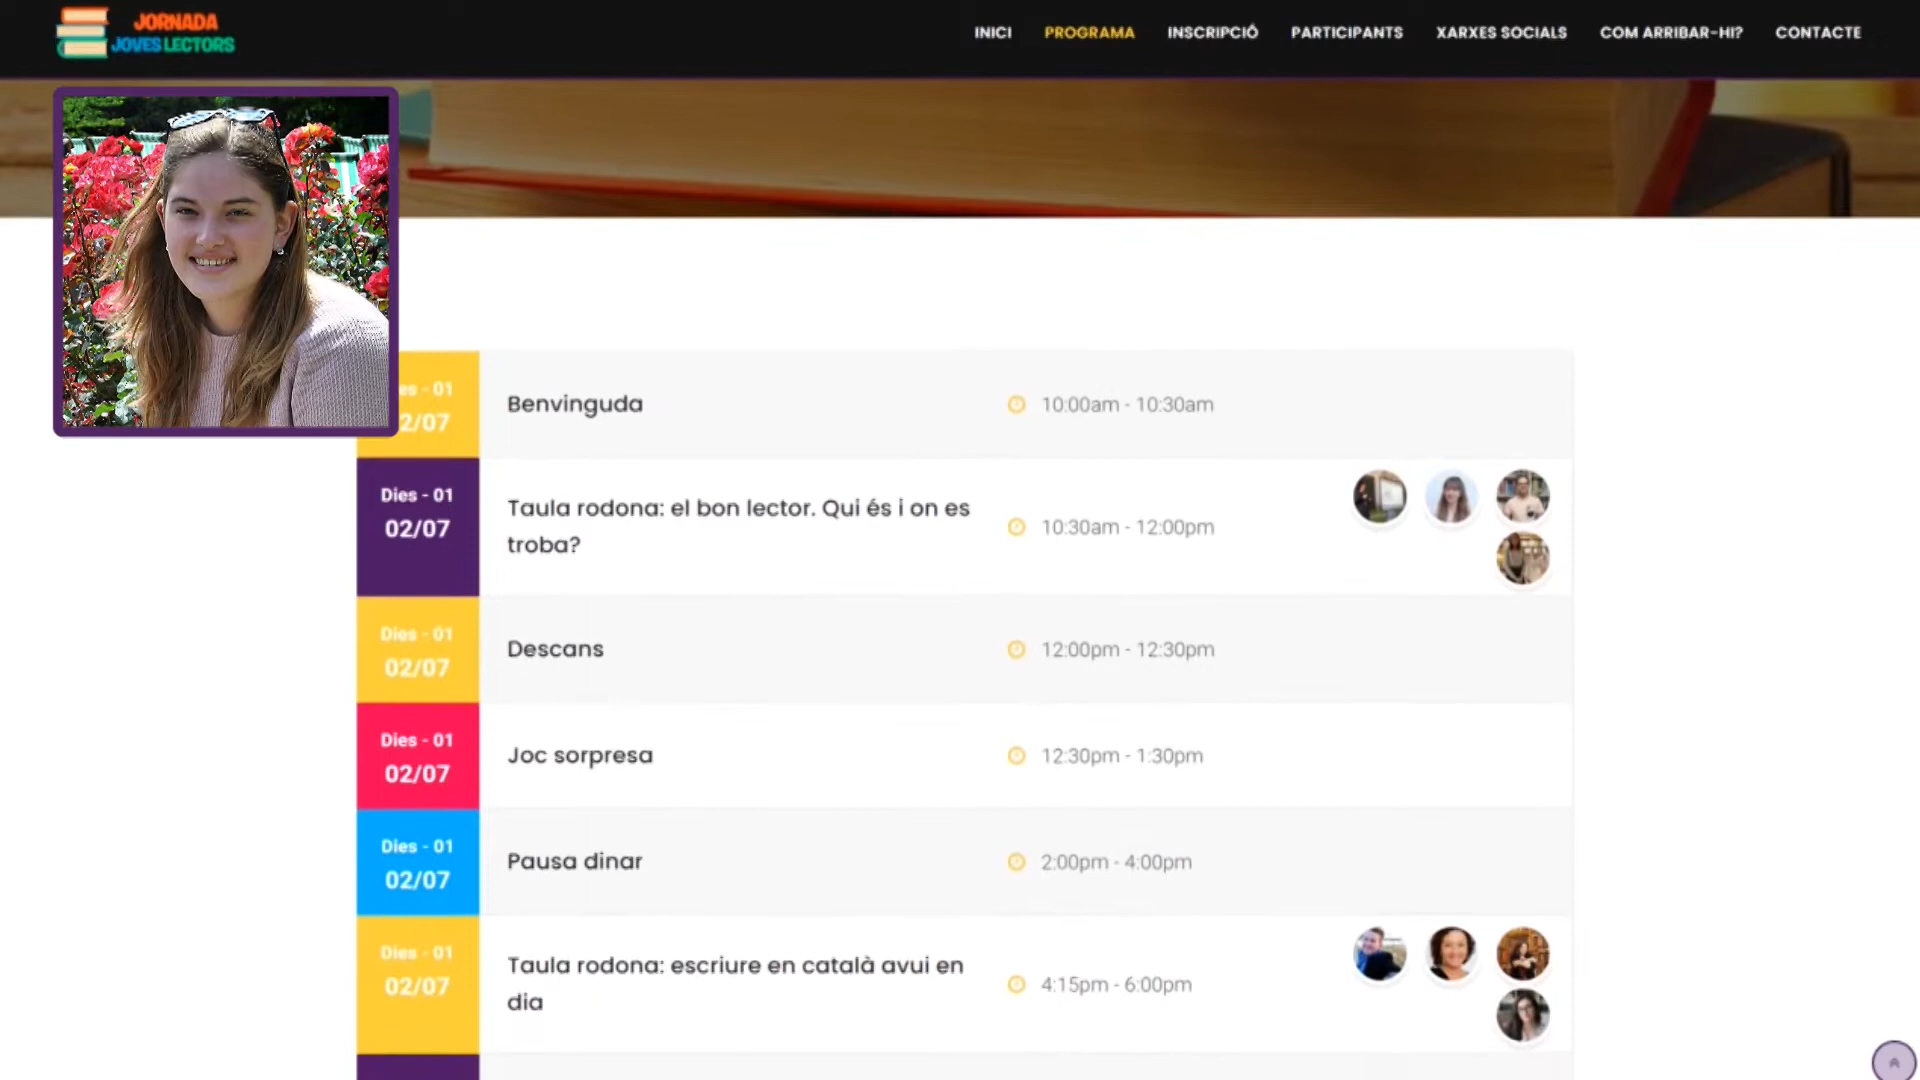 JORNADA
JOVES LECTORS
INICI
PROGRAMA
INSCRIPCIÓ
PARTICIPANTS
XARXES SOCIALS
COM ARRIBAR-HI?
CONTACTE
- 01
2/07
Benvinguda
10:00am - 10:30am
Dies - 01
02/07
Taula rodona: el bon lector. Qui és i on es
troba?
10:30am - 12:00pm
Dies - 01
02/07
Descans
12:00pm - 12:30pm
Dies - 01
02/07
Joc sorpresa
12:30pm - 1:30pm
Dies - 01
02/07
Pausa dinar
2:00pm - 4:00pm
Dies - 01
02/07
Taula rodona: escriure en català avui en
dia
4:15pm - 6:00pm